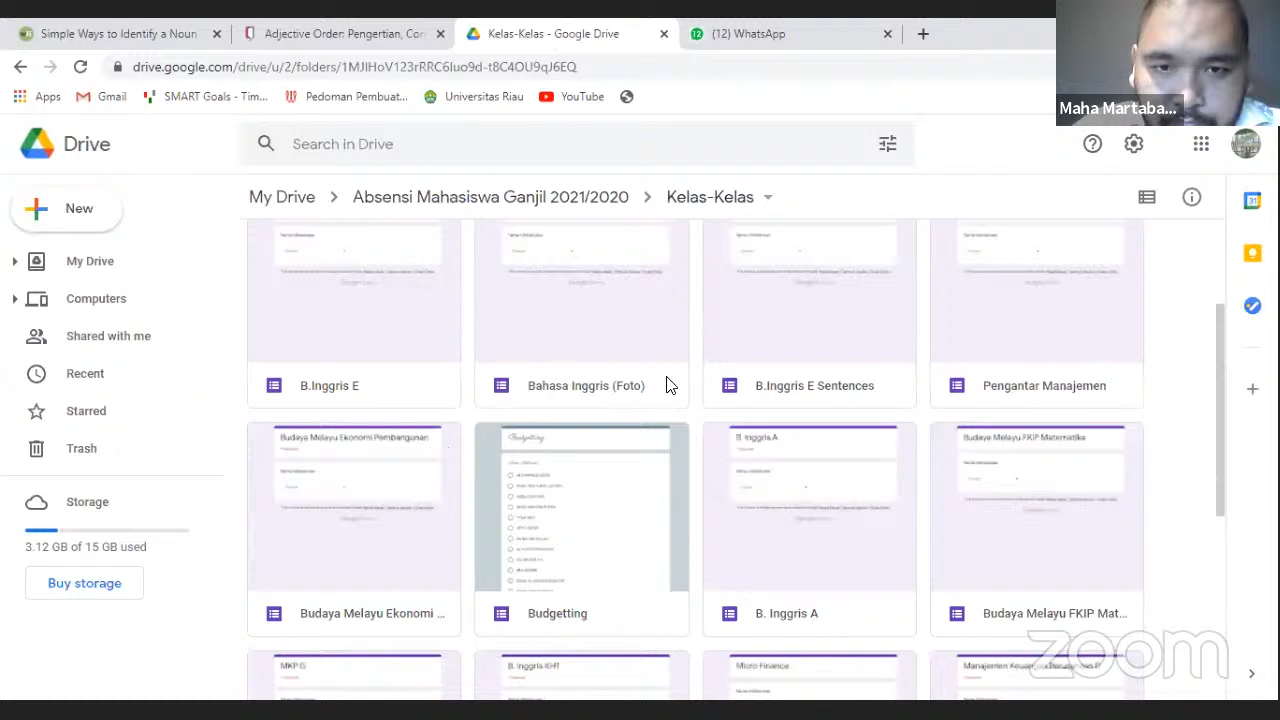 Simple Ways to Identify a Noun
Adjective Order: Pengertian, Con
Kelas-Kelas - Google Drive
(12) WhatsApp
drive.google.com/drive/u/2/folders/1MJlHoV123rRRC6Iuo9d-t8C4OU9qJ6EQ
Apps
Gmail
SMART Goals - Tim...
Pedoman Pembuat...
Universitas Riau
YouTube
Maha Martaba...
Drive
Search in Drive
New
My Drive
Absensi Mahasiswa Ganjil 2021/2020
Kelas-Kelas
My Drive
Computers
Shared with me
Recent
Starred
Trash
Storage
3.12 GB of 15 GB used
Buy storage
B.Inggris E
Bahasa Inggris (Foto)
B.Inggris E Sentences
Pengantar Manajemen
Budaya Melayu Ekonomi Pembangunan
Budgetting
B. Inggris A
Budaya Melayu FKIP Matematika
Budaya Melayu Ekonomi ...
Budgetting
B. Inggris A
Budaya Melayu FKIP Mat...
MKP G
B. Inggris KHT
Micro Finance
Manajemen Keuangan
zoom